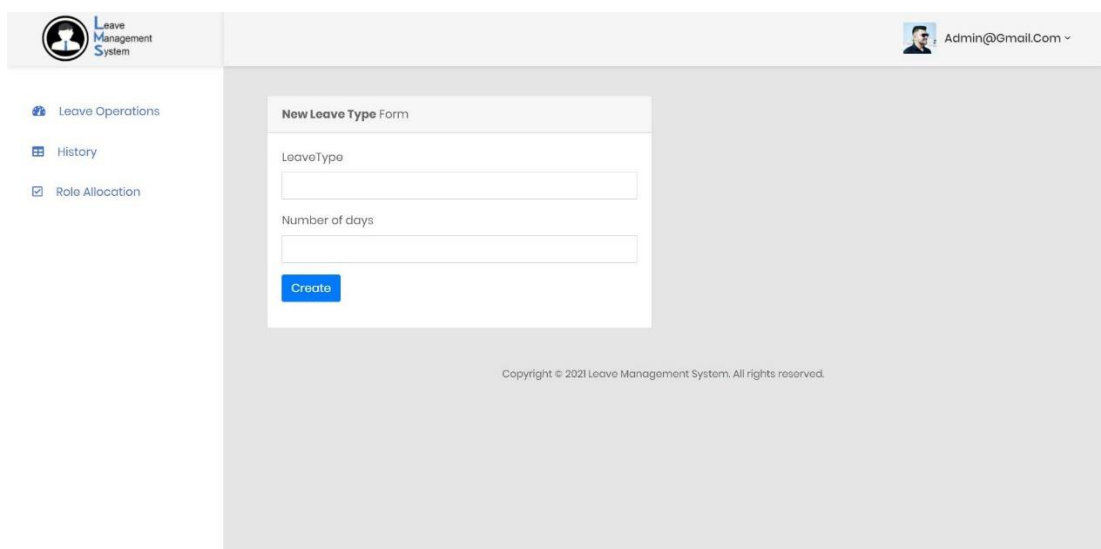 Leave
Management
System
Admin@Gmail.Com
Leave Operations
History
Role Allocation
New Leave Type Form
LeaveType
Number of days
Create
Copyright © 2021 Leave Management System. All rights reserved.